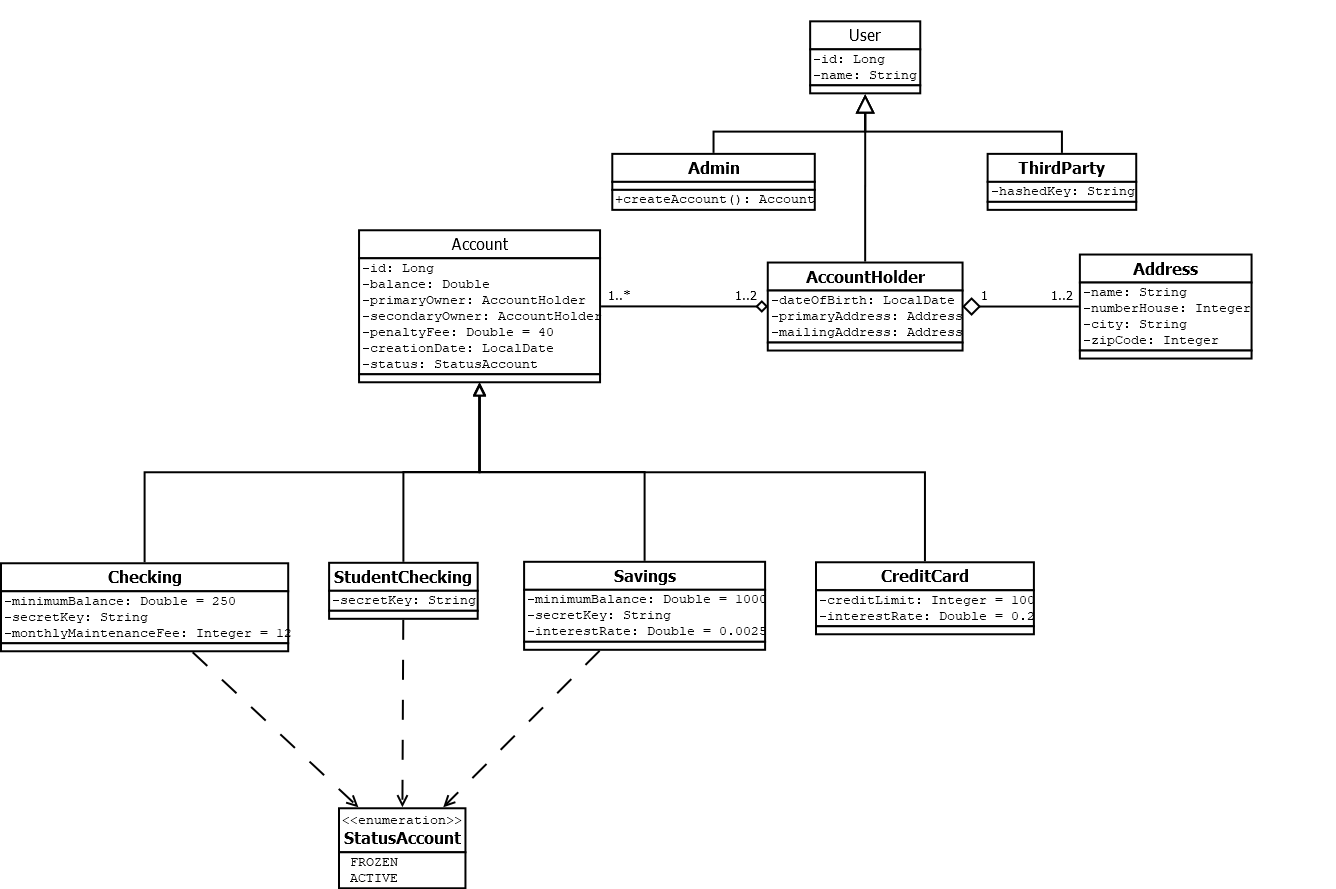 User
-id: Long
-name: String
Admin
+createAccount(): Account
ThirdParty
-hashedKey: String
Account
-id: Long
-balance: Double
-primaryOwner: AccountHolder
-secondaryOwner: AccountHolder
-penaltyFee: Double = 40
-creationDate: LocalDate
-status: StatusAccount
1..*
1..2
AccountHolder
-dateOfBirth: LocalDate
-primaryAddress: Address
-mailingAddress: Address
1
1..2
Address
-name: String
-numberHouse: Integer
-city: String
-zipCode: Integer
Checking
-minimumBalance: Double = 250
-secretKey: String
-monthlyMaintenanceFee: Integer = 12
StudentChecking
-secretKey: String
Savings
-minimumBalance: Double = 1000
-secretKey: String
-interestRate: Double = 0.0025
CreditCard
-creditLimit: Integer = 100
-interestRate: Double = 0.2
<<enumeration>>
StatusAccount
FROZEN
ACTIVE